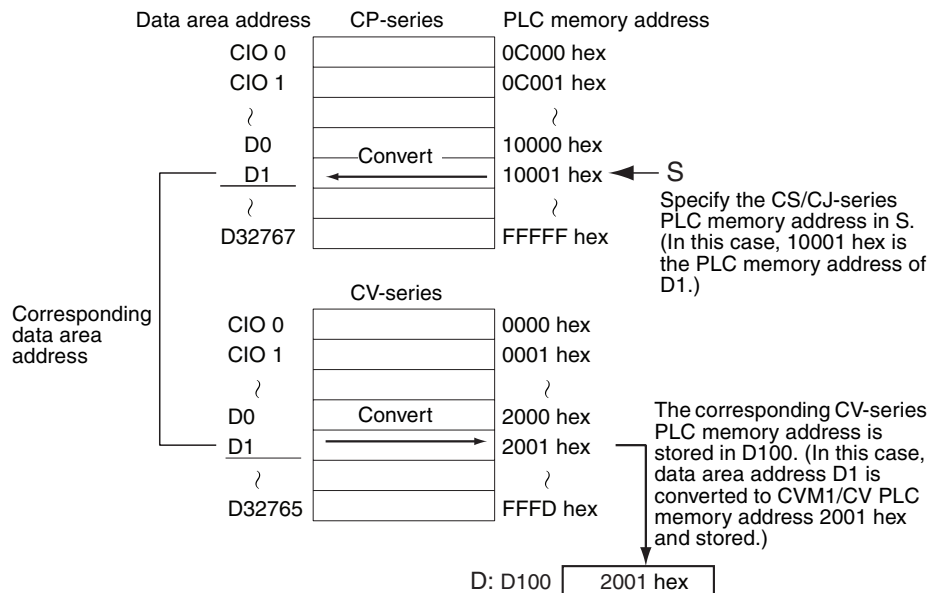 Data area address CP-series PLC memory address
CIO 0 0C000 hex
CIO 1 0C001 hex
~ ~
D0 10000 hex
Convert
D1 10001 hex S
~ ~
D32767 FFFFF hex
Specify the CS/CJ-series
PLC memory address in S.
(In this case, 10001 hex is
the PLC memory address of
D1.)
Corresponding
data area
address
CV-series
CIO 0 0000 hex
CIO 1 0001 hex
~ ~
D0 Convert 2000 hex
D1 2001 hex
~ ~
D32765 FFFD hex
The corresponding CV-series
PLC memory address is
stored in D100. (In this case,
data area address D1 is
converted to CVM1/CV PLC
memory address 2001 hex
and stored.)
D: D100 2001 hex